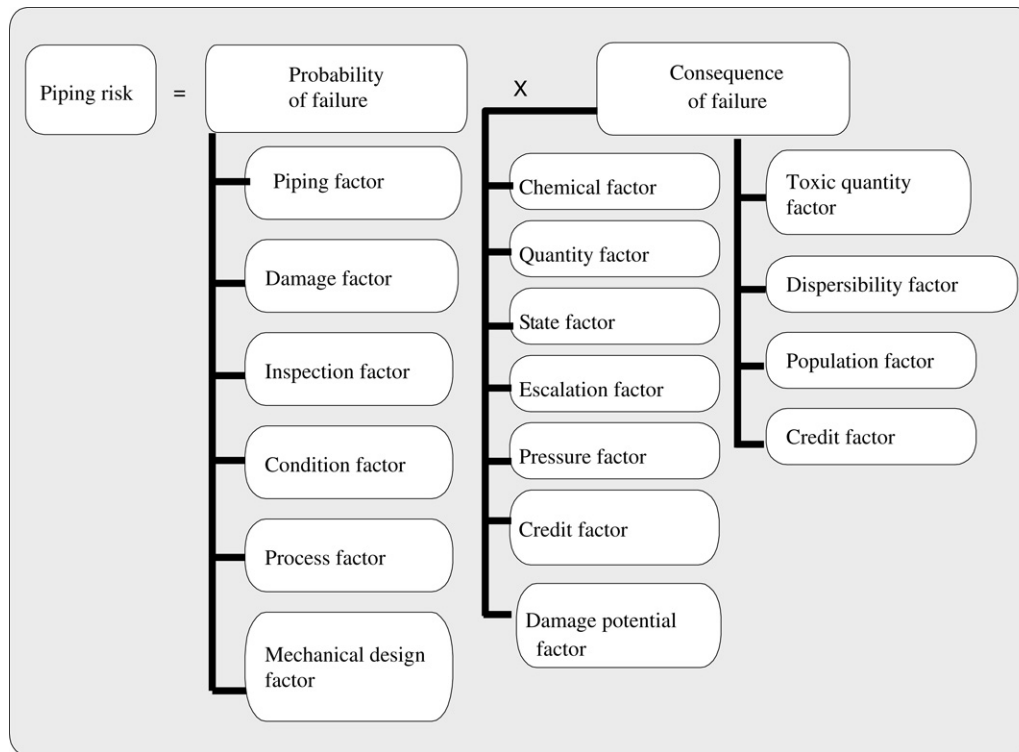 Piping risk
=
Probability
of failure
X
Consequence
of failure
Piping factor
Damage factor
Inspection factor
Condition factor
Process factor
Mechanical design
factor
Chemical factor
Quantity factor
State factor
Escalation factor
Pressure factor
Credit factor
Damage potential
factor
Toxic quantity
factor
Dispersibility factor
Population factor
Credit factor